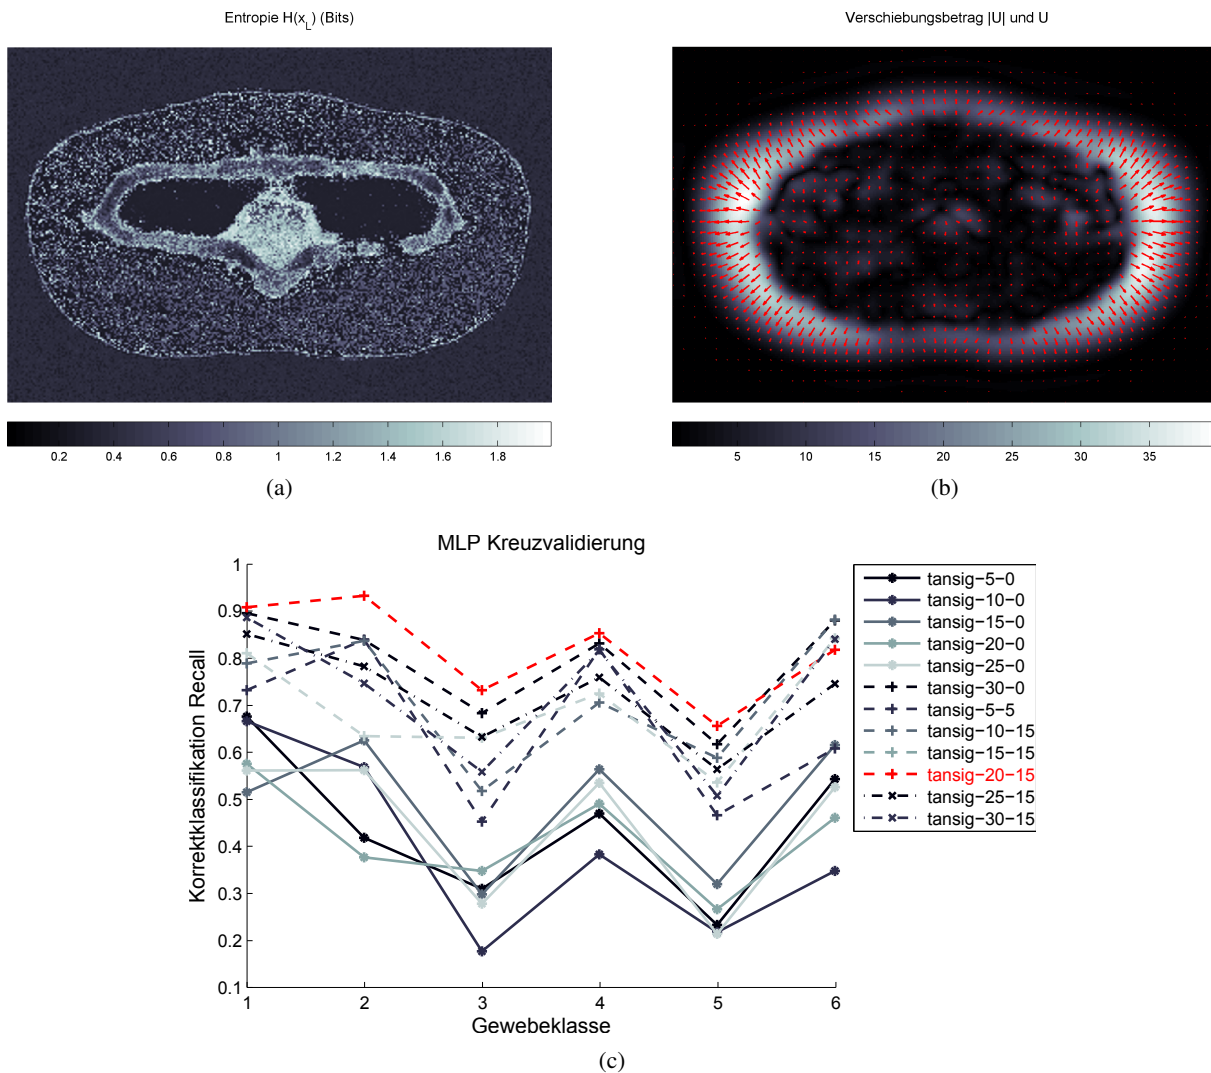 Entropie H(x_L) (Bits)
Verschiebungsbetrag |U| und U
0.2 0.4 0.6 0.8 1 1.2 1.4 1.6 1.8
5 10 15 20 25 30 35
(a)
(b)
MLP Kreuzvalidierung
1
0.9
0.8
0.7
0.6
0.5
0.4
0.3
0.2
0.1
Korrektklassifikation Recall
1 2 3 4 5 6
Gewebeklasse
tansig−5−0
tansig−10−0
tansig−15−0
tansig−20−0
tansig−25−0
tansig−30−0
tansig−5−5
tansig−10−15
tansig−15−15
tansig−20−15
tansig−25−15
tansig−30−15
(c)